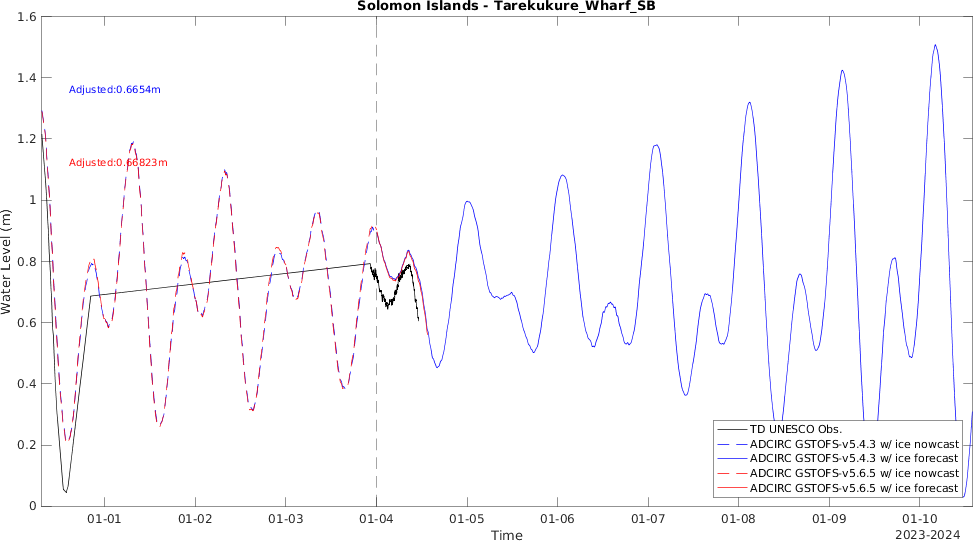 Solomon Islands - Tarekukure_Wharf_SB
1.6
1.4
Adjusted:0.6654m
1.2
Adjusted:0.66823m
1
0.8
0.6
0.4
0.2
0
Water Level (m)
TD UNESCO Obs.
ADCIRC GSTOFS-v5.4.3 w/ ice nowcast
ADCIRC GSTOFS-v5.4.3 w/ ice forecast
ADCIRC GSTOFS-v5.6.5 w/ ice nowcast
ADCIRC GSTOFS-v5.6.5 w/ ice forecast
01-01 01-02 01-03 01-04 01-05 01-06 01-07 01-08 01-09 01-10
Time
2023-2024